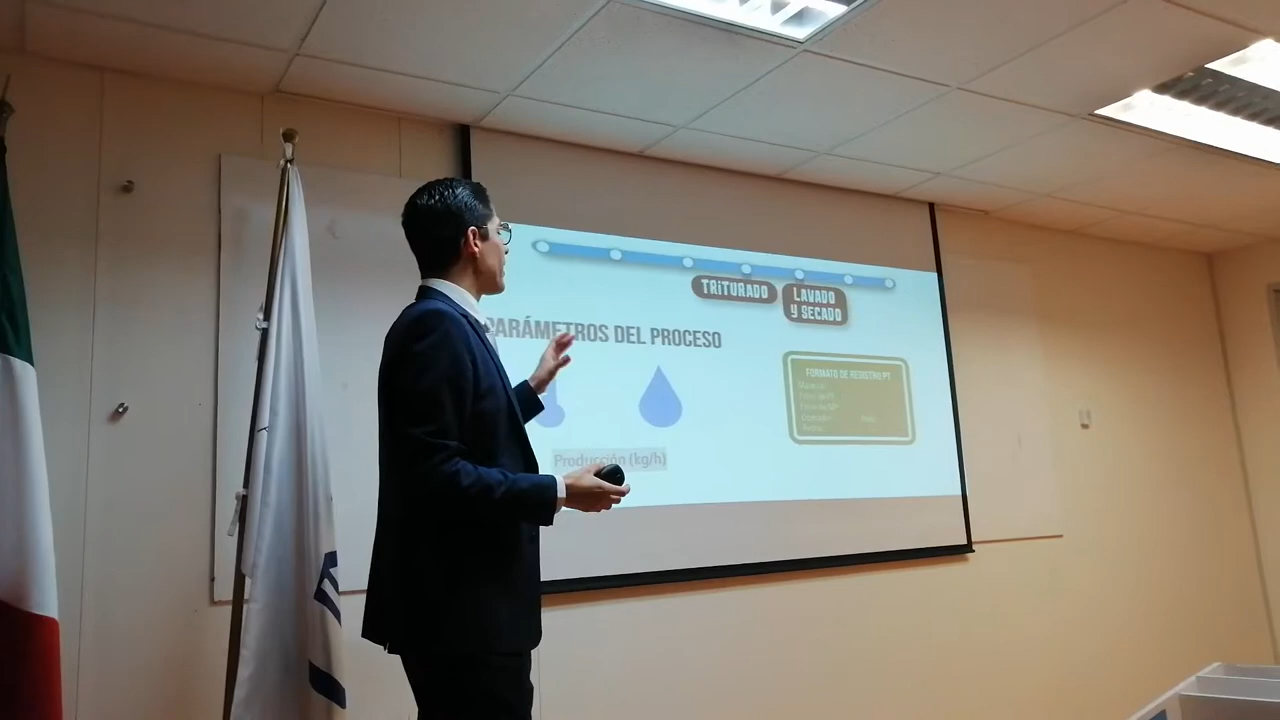 TRITURADO
LAVADO
Y SECADO
PARÁMETROS DEL PROCESO
FORMATO DE REGISTRO PT
Producción (kg/h)